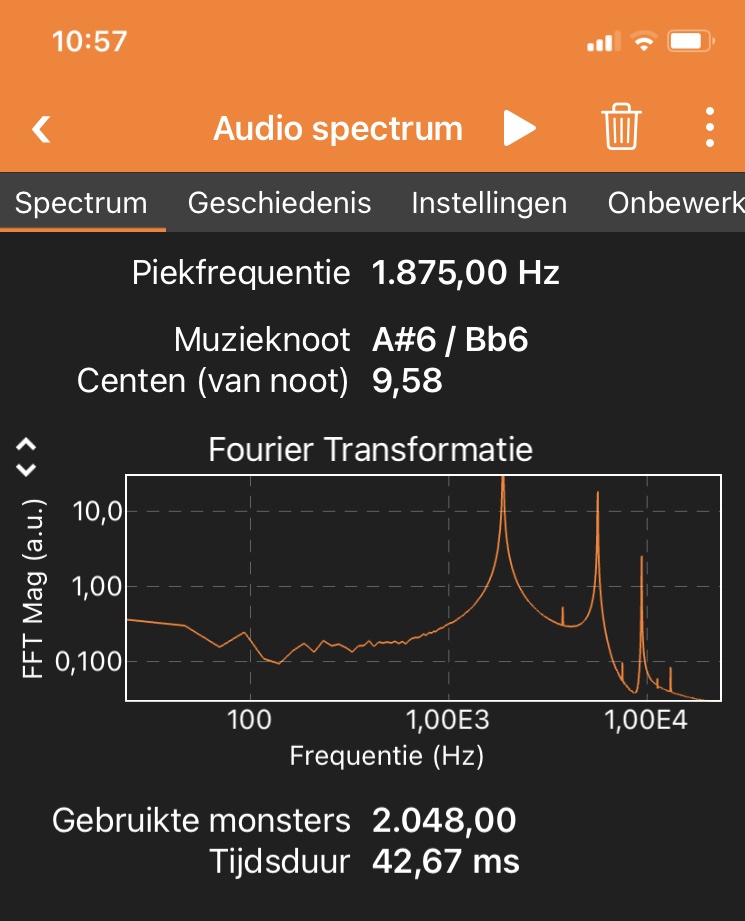 10:57
Audio spectrum
Spectrum Geschiedenis Instellingen Onbewerk
Piekfrequentie 1.875,00 Hz
Muzieknoot A#6 / Bb6
Centen (van noot) 9,58
Fourier Transformatie
FFT Mag (a.u.)
10,0
1,00
0,100
100 1,00E3 1,00E4
Frequentie (Hz)
Gebruikte monsters 2.048,00
Tijdsduur 42,67 ms